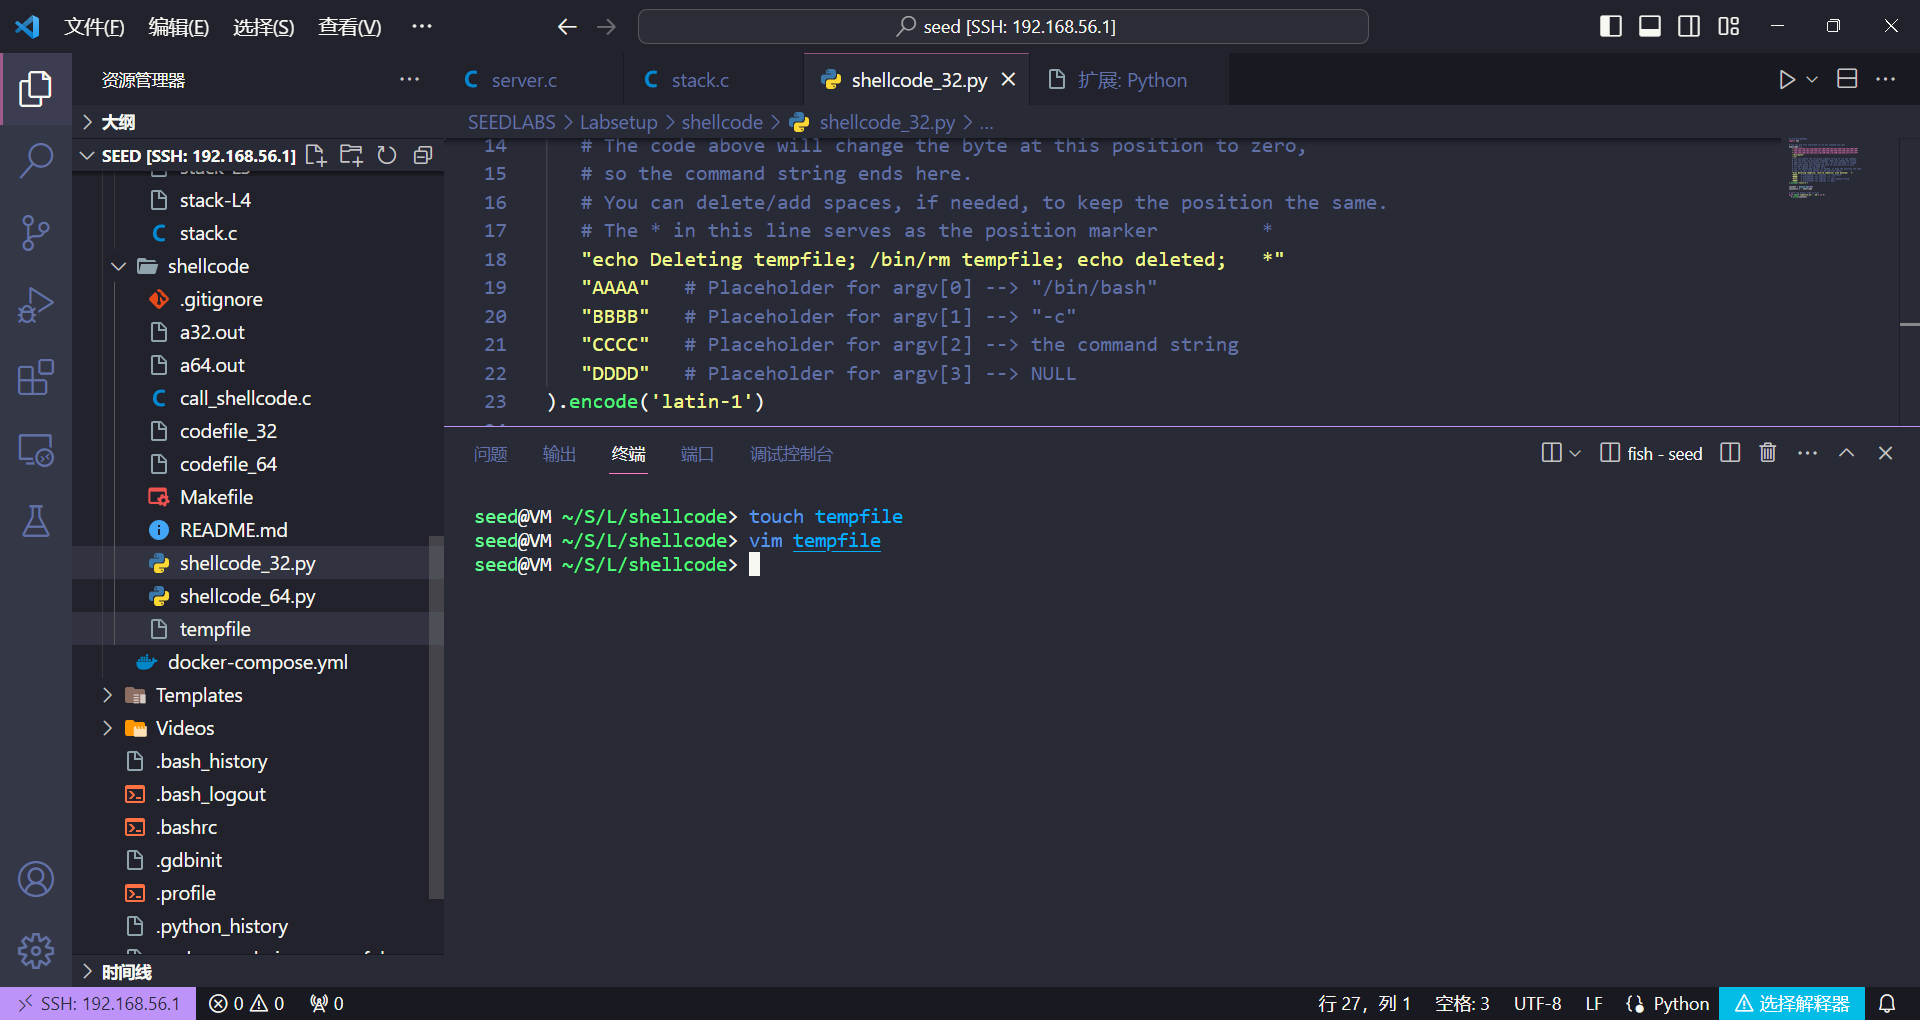 文件(F) 编辑(E) 选择(S) 查看(V) ··· seed [SSH: 192.168.56.1]
资源管理器 ···
server.c stack.c shellcode_32.py 扩展: Python
大纲
SEEDLABS > Labsetup > shellcode > shellcode_32.py > ...
SEED [SSH: 192.168.56.1]
stack-L4
stack.c
shellcode
.gitignore
a32.out
a64.out
call_shellcode.c
codefile_32
codefile_64
Makefile
README.md
shellcode_32.py
shellcode_64.py
tempfile
docker-compose.yml
Templates
Videos
.bash_history
.bash_logout
.bashrc
.gdbinit
.profile
.python_history
时间线
14 # The code above will change the byte at this position to zero,
15 # so the command string ends here.
16 # You can delete/add spaces, if needed, to keep the position the same.
17 # The * in this line serves as the position marker         *
18 "echo Deleting tempfile; /bin/rm tempfile; echo deleted;   *"
19 "AAAA"   # Placeholder for argv[0] --> "/bin/bash"
20 "BBBB"   # Placeholder for argv[1] --> "-c"
21 "CCCC"   # Placeholder for argv[2] --> the command string
22 "DDDD"   # Placeholder for argv[3] --> NULL
23 ).encode('latin-1')
问题 输出 终端 端口 调试控制台 fish - seed
seed@VM ~/S/L/shellcode> touch tempfile
seed@VM ~/S/L/shellcode> vim tempfile
seed@VM ~/S/L/shellcode>
SSH: 192.168.56.1 0 0 0 行 27, 列 1 空格: 3 UTF-8 LF Python 选择解释器